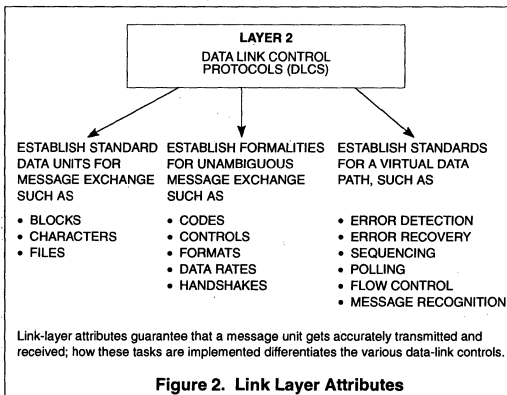 LAYER 2
DATA LINK CONTROL
PROTOCOLS (DLCS)
ESTABLISH STANDARD
DATA UNITS FOR
MESSAGE EXCHANGE
SUCH AS
• BLOCKS
• CHARACTERS
• FILES
ESTABLISH FORMALITIES
FOR UNAMBIGUOUS
MESSAGE EXCHANGE
SUCH AS
• CODES
• CONTROLS
• FORMATS
• DATA RATES
• HANDSHAKES
ESTABLISH STANDARDS
FOR A VIRTUAL DATA
PATH, SUCH AS
• ERROR DETECTION
• ERROR RECOVERY
• SEQUENCING
• POLLING
• FLOW CONTROL
• MESSAGE RECOGNITION
Link-layer attributes guarantee that a message unit gets accurately transmitted and
received; how these tasks are implemented differentiates the various data-link controls.
Figure 2. Link Layer Attributes